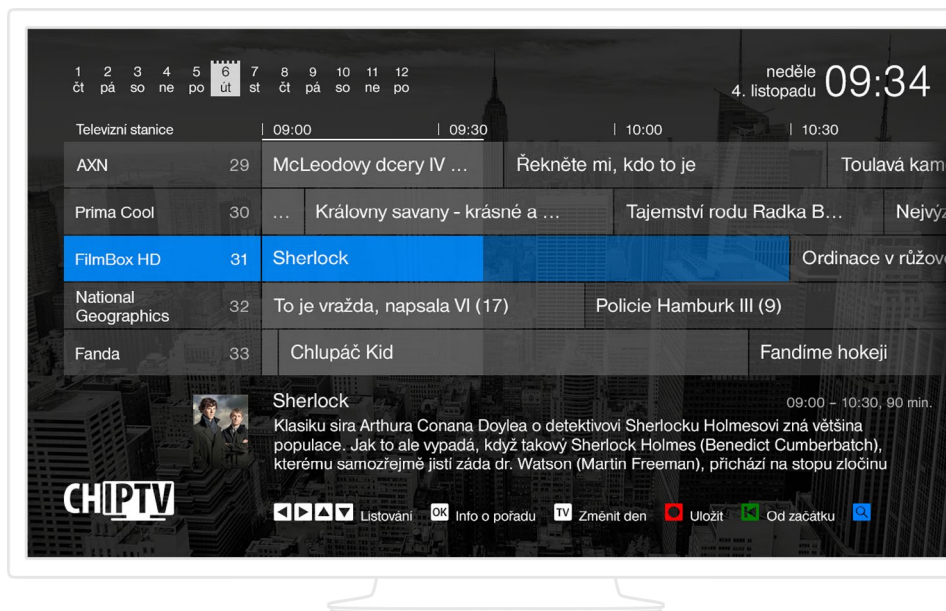 1 2 3 4 5 6 7 8 9 10 11 12
čt pá so ne po út st čt pá so ne po
neděle
4. listopadu 09:34
Televizní stanice 09:00 09:30 10:00 10:30
AXN 29 McLeodovy dcery IV ... Řekněte mi, kdo to je Toulavá kam
Prima Cool 30 ... Královny savany - krásné a ... Tajemství rodu Radka B... Nejvýz
FilmBox HD 31 Sherlock Ordinace v růžov
National
Geographics 32 To je vražda, napsala VI (17) Policie Hamburk III (9)
Fanda 33 Chlupáč Kid Fandíme hokeji
Sherlock 09:00 – 10:30, 90 min.
Klasiku sira Arthura Conana Doylea o detektivovi Sherlocku Holmesovi zná většina
populace. Jak to ale vypadá, když takový Sherlock Holmes (Benedict Cumberbatch),
kterému samozřejmě jistí záda dr. Watson (Martin Freeman), přichází na stopu zločinu
CHIPTV
Listování OK Info o pořadu TV Změnit den Uložit Od začátku